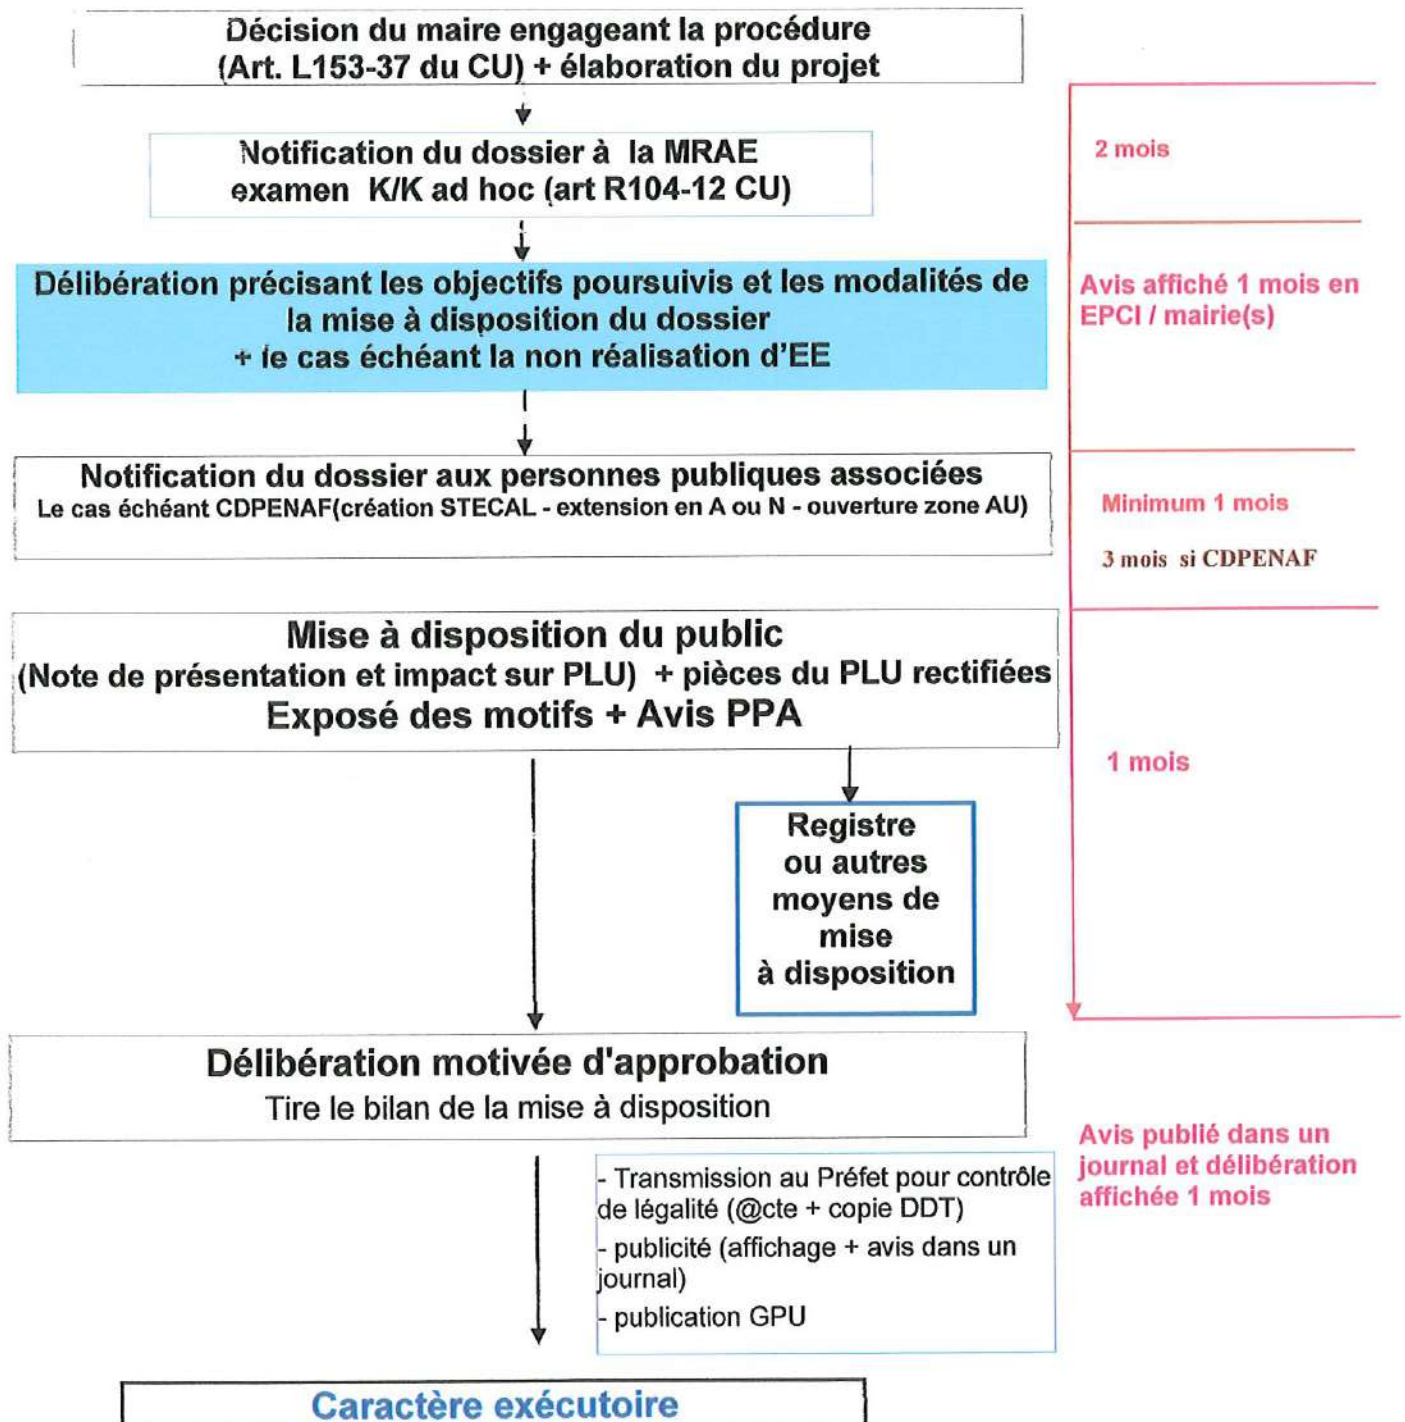 Décision du maire engageant la procédure
(Art. L153-37 du CU) + élaboration du projet
2 mois
Notification du dossier à la MRAE
examen K/K ad hoc (art R104-12 CU)
Délibération précisant les objectifs poursuivis et les modalités de
la mise à disposition du dossier
+ le cas échéant la non réalisation d'EE
Avis affiché 1 mois en
EPCI / mairie(s)
Notification du dossier aux personnes publiques associées
Le cas échéant CDPENAF(création STECAL - extension en A ou N - ouverture zone AU)
Minimum 1 mois
3 mois si CDPENAF
Mise à disposition du public
(Note de présentation et impact sur PLU) + pièces du PLU rectifiées
Exposé des motifs + Avis PPA
1 mois
Registre
ou autres
moyens de
mise
à disposition
Délibération motivée d'approbation
Tire le bilan de la mise à disposition
Avis publié dans un
journal et délibération
affichée 1 mois
- Transmission au Préfet pour contrôle
de légalité (@cte + copie DDT)
- publicité (affichage + avis dans un
journal)
- publication GPU
Caractère exécutoire